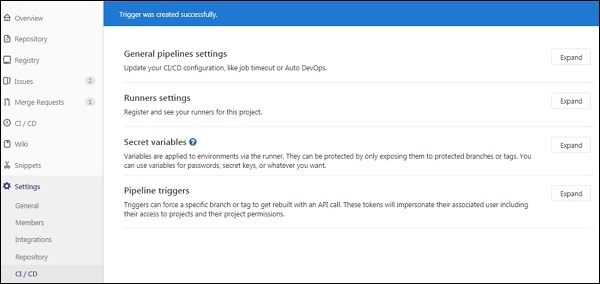 Trigger was created successfully.
Overview
Repository
Registry
Issues 2
Merge Requests 1
CI / CD
Wiki
Snippets
Settings
General
Members
Integrations
Repository
CI / CD
General pipelines settings
Expand
Update your CI/CD configuration, like job timeout or Auto DevOps.
Runners settings
Expand
Register and see your runners for this project.
Secret variables ?
Expand
Variables are applied to environments via the runner. They can be protected by only exposing them to protected branches or tags. You
can use variables for passwords, secret keys, or whatever you want.
Pipeline triggers
Expand
Triggers can force a specific branch or tag to get rebuilt with an API call. These tokens will impersonate their associated user including
their access to projects and their project permissions.